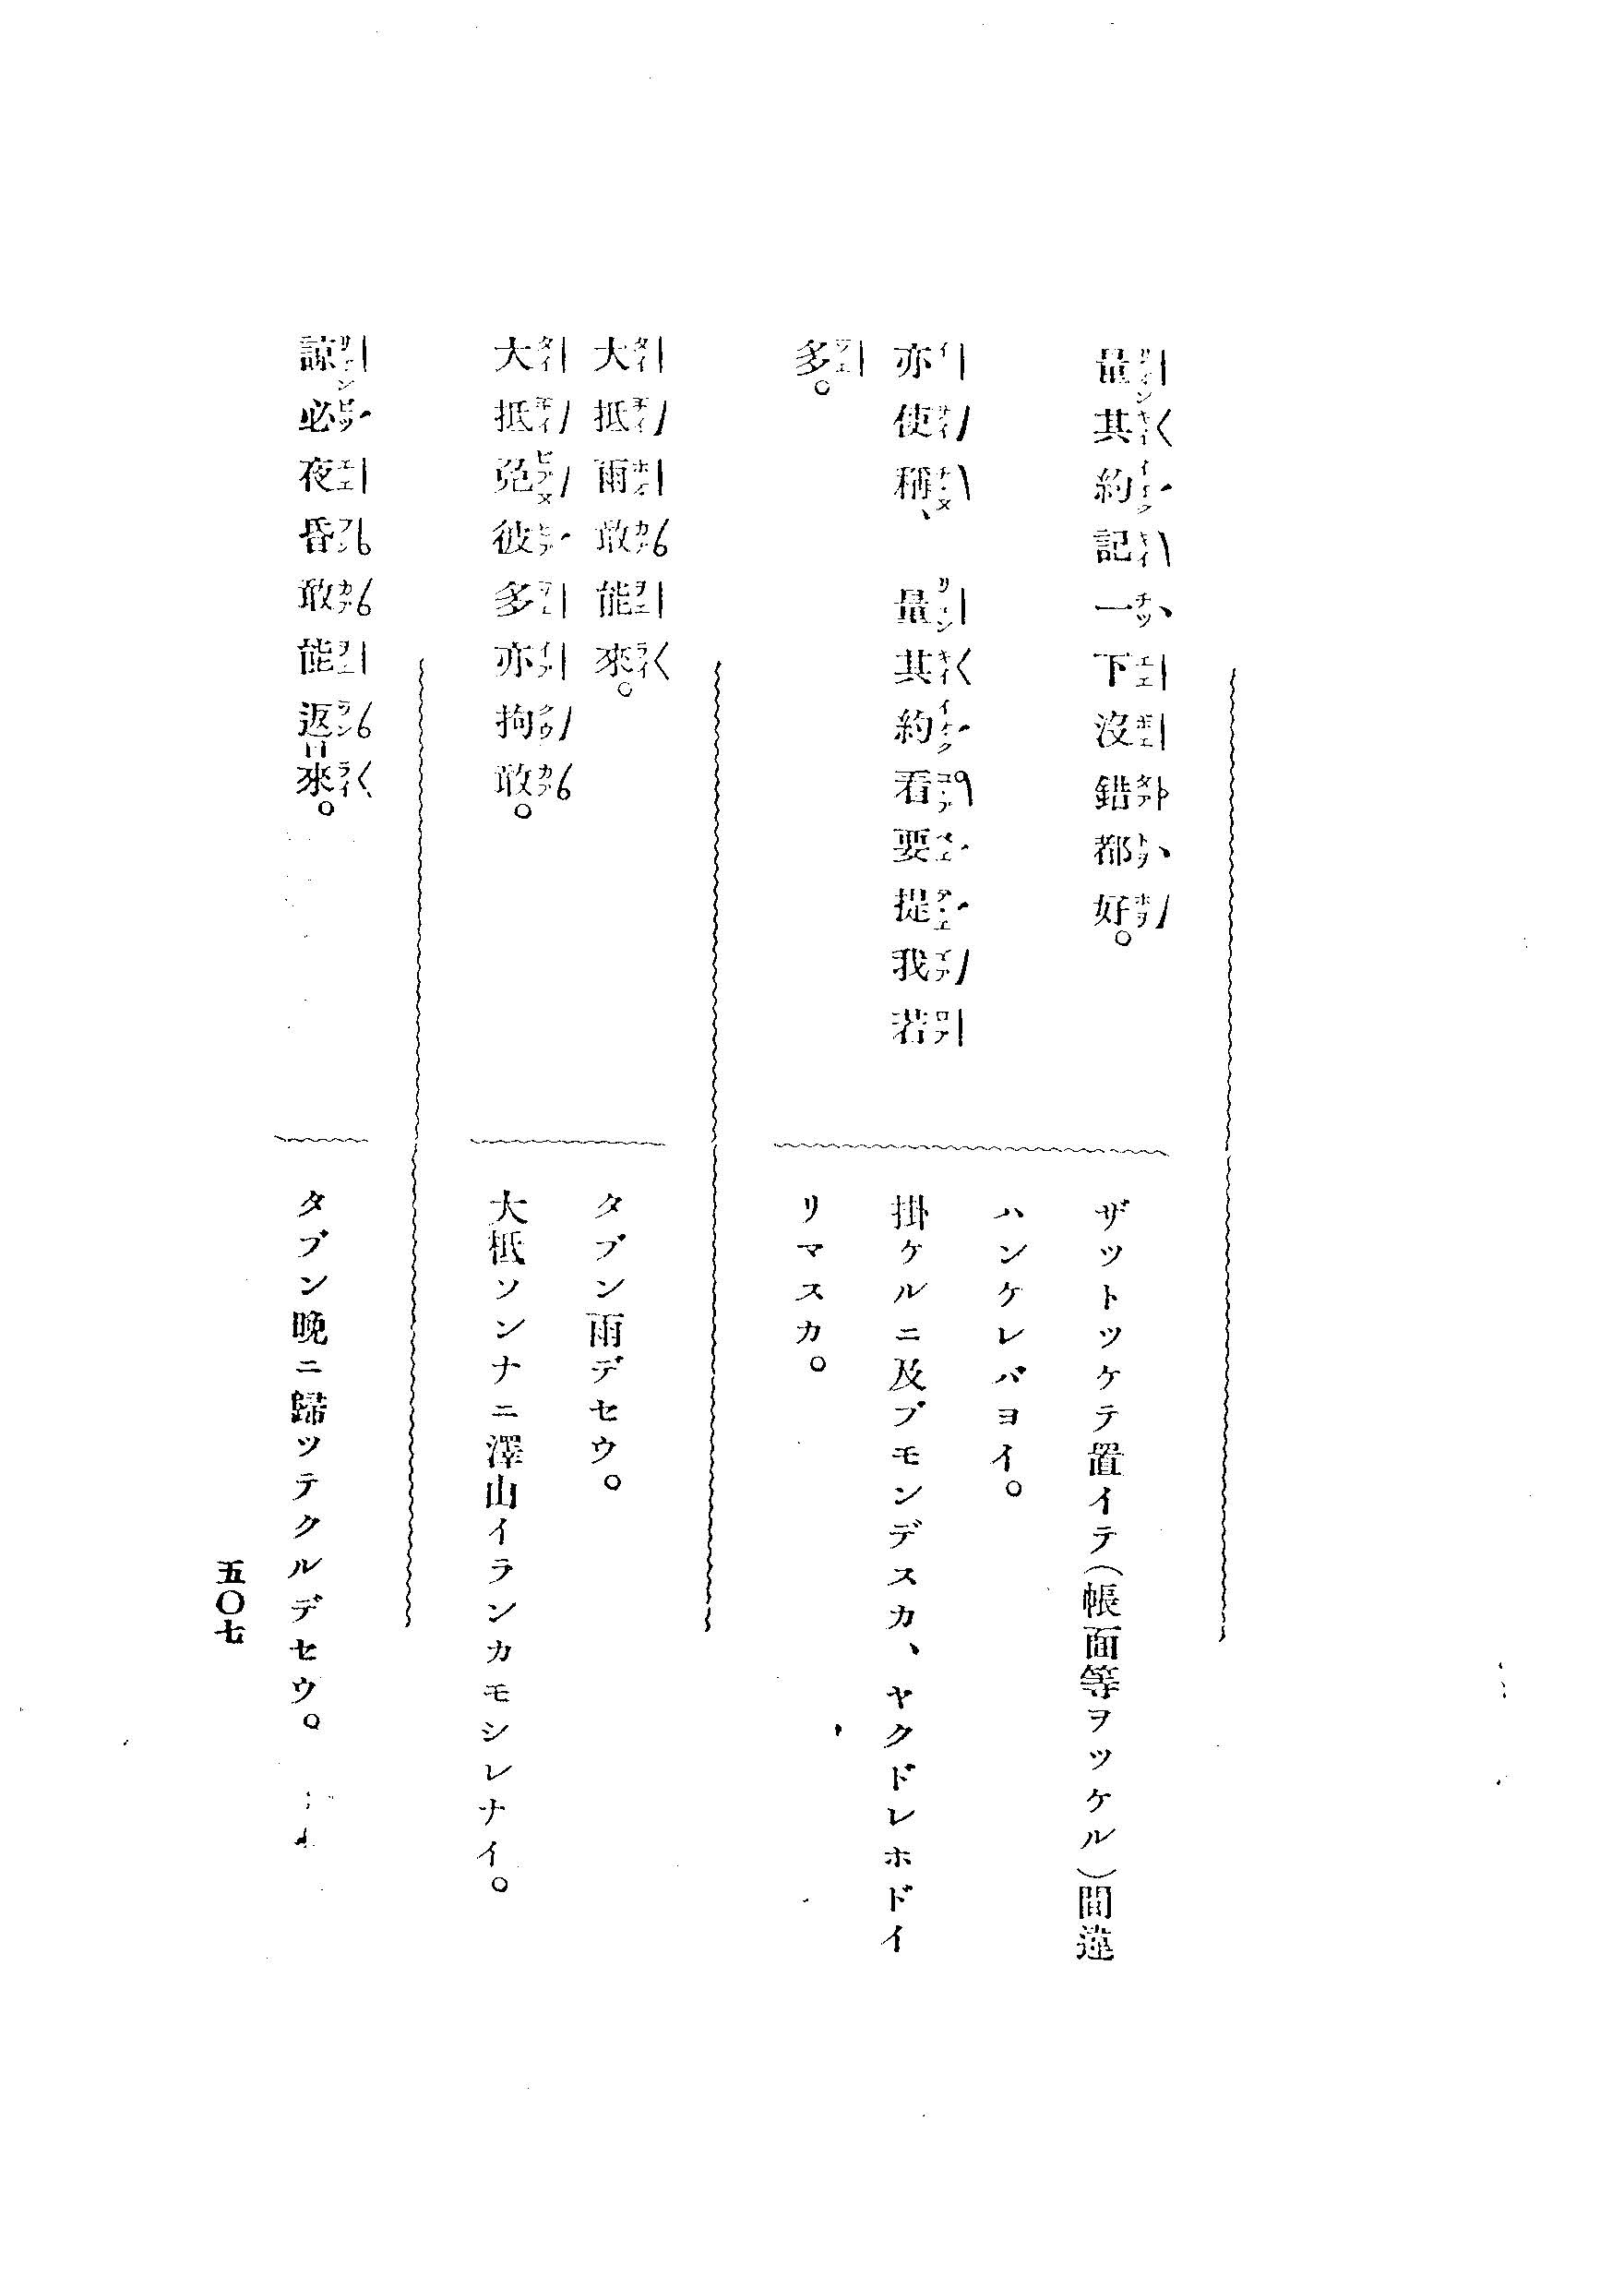 量其約記一下沒錯都好。
ザツトツケテ置イテ(帳面等ヲツケル)間違
ハンケレバヨイ。
亦使稱、量其約看要提我若
多。
掛ケルニ及ブモンデスカ、ヤクドレホドイ
リマスカ。
大抵雨敢能來。
タブン雨デセウ。
大抵免彼多亦拘敢。
大柢ソンナニ澤山イランカモシレナイ。
諒必夜昏敢能返來。
タブン晩ニ歸ツテクルデセウ。
五〇七